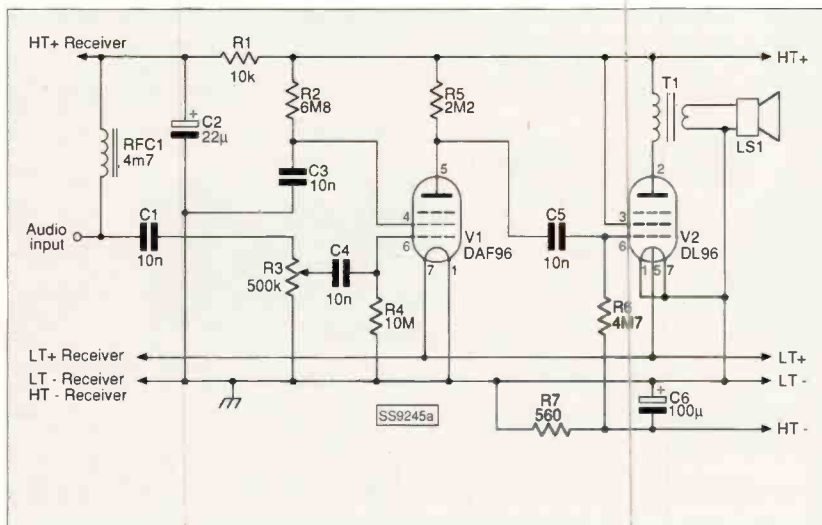 HT+ Receiver
R1
10k
HT+
R2
6M8
R5
2M2
T1
LS1
C2
+
22µ
RFC1
4m7
C3
10n
5
2
4
6
3
6
V1
DAF96
V2
DL96
Audio
input
C1
10n
C4
10n
C5
10n
7
1
1
5
7
R3
500k
R4
10M
R6
4M7
LT+ Receiver
LT+
LT - Receiver
LT -
HT - Receiver
SS9245a
R7
560
C6
+
100µ
HT -